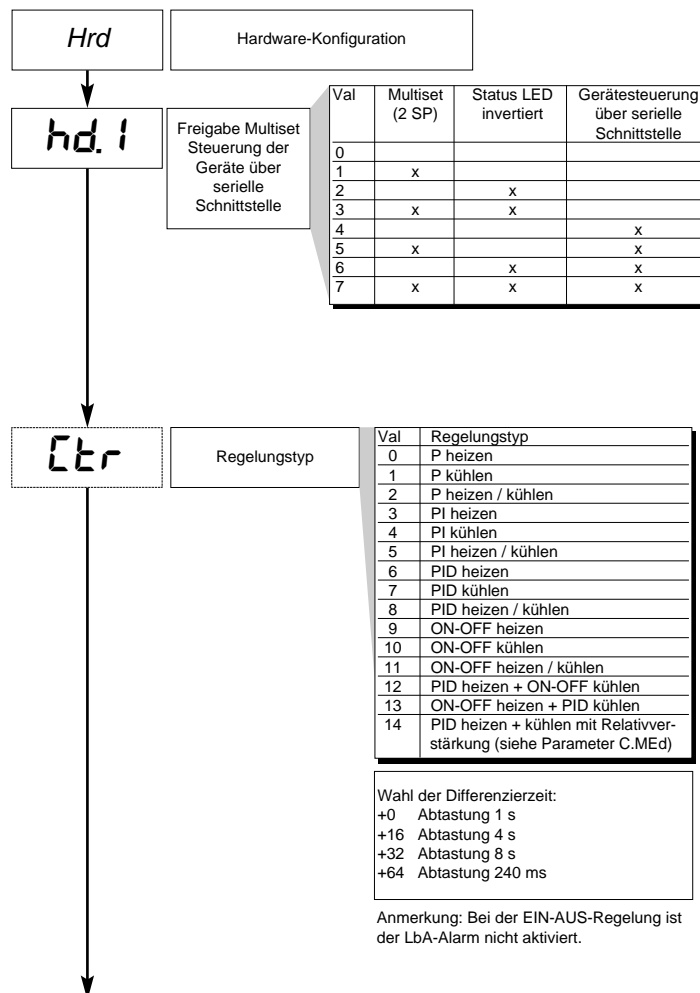 Hrd
Hardware-Konfiguration
hd. 1
Freigabe Multiset
Steuerung der
Geräte über
serielle
Schnittstelle
Val Multiset Status LED Gerätesteuerung
(2 SP) invertiert über serielle
Schnittstelle
0
1 x
2 x
3 x x
4 x
5 x x
6 x x
7 x x x
Ctr
Regelungstyp
Val Regelungstyp
0 P heizen
1 P kühlen
2 P heizen / kühlen
3 PI heizen
4 PI kühlen
5 PI heizen / kühlen
6 PID heizen
7 PID kühlen
8 PID heizen / kühlen
9 ON-OFF heizen
10 ON-OFF kühlen
11 ON-OFF heizen / kühlen
12 PID heizen + ON-OFF kühlen
13 ON-OFF heizen + PID kühlen
14 PID heizen + kühlen mit Relativver-
stärkung (siehe Parameter C.MEd)
Wahl der Differenzierzeit:
+0 Abtastung 1 s
+16 Abtastung 4 s
+32 Abtastung 8 s
+64 Abtastung 240 ms
Anmerkung: Bei der EIN-AUS-Regelung ist
der LbA-Alarm nicht aktiviert.